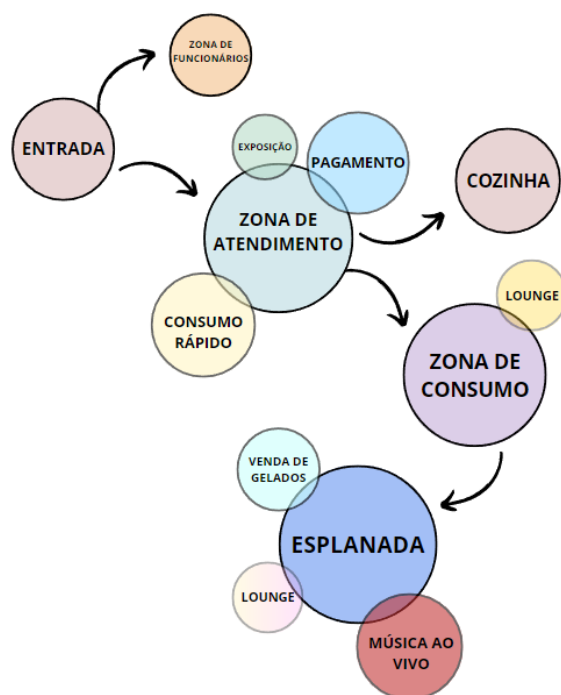 ZONA DE
FUNCIONÁRIOS
ENTRADA
EXPOSIÇÃO
PAGAMENTO
COZINHA
ZONA DE
ATENDIMENTO
CONSUMO
RÁPIDO
LOUNGE
ZONA DE
CONSUMO
VENDA DE
GELADOS
ESPLANADA
LOUNGE
MÚSICA AO
VIVO